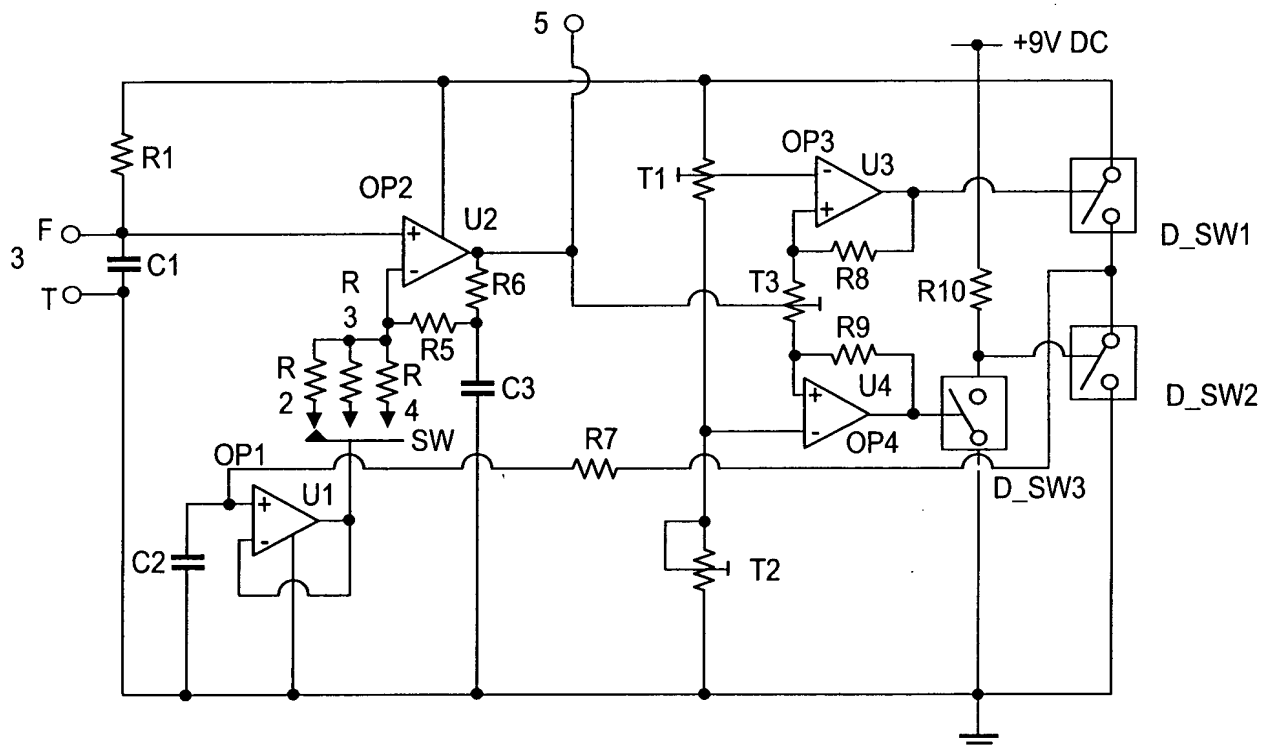 5
+9V DC
R1
OP3
U3
T1
-
+
OP2
U2
F
3
C1
+
-
T
R
3
R6
R8
D_SW1
T3
R10
R5
R9
R
2
R
4
C3
U4
+
-
OP4
D_SW2
SW
R7
OP1
U1
D_SW3
+
-
C2
T2